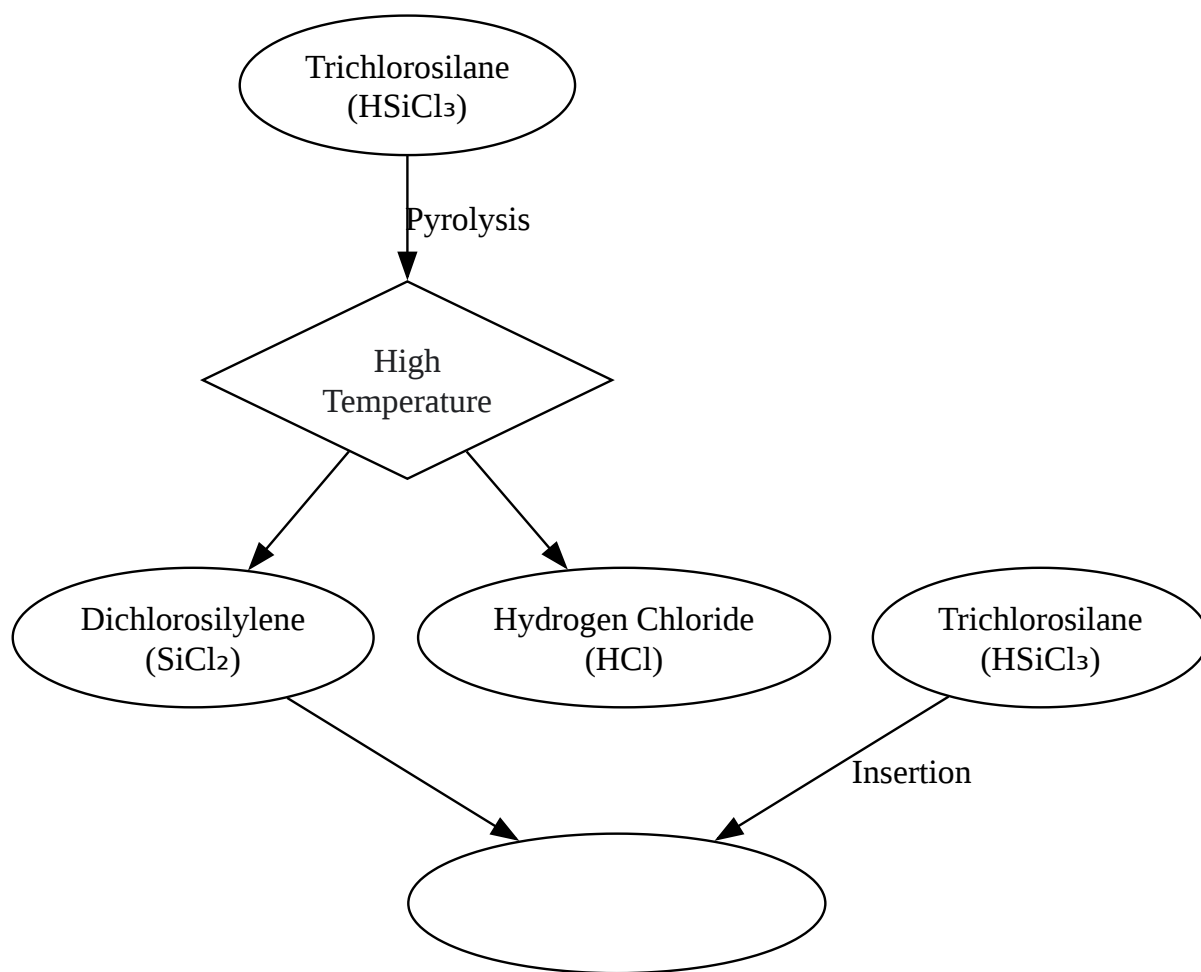 Trichlorosilane
(HSiCl₃)
Pyrolysis
High
Temperature
Dichlorosilylene
(SiCl₂)
Hydrogen Chloride
(HCl)
Trichlorosilane
(HSiCl₃)
Insertion